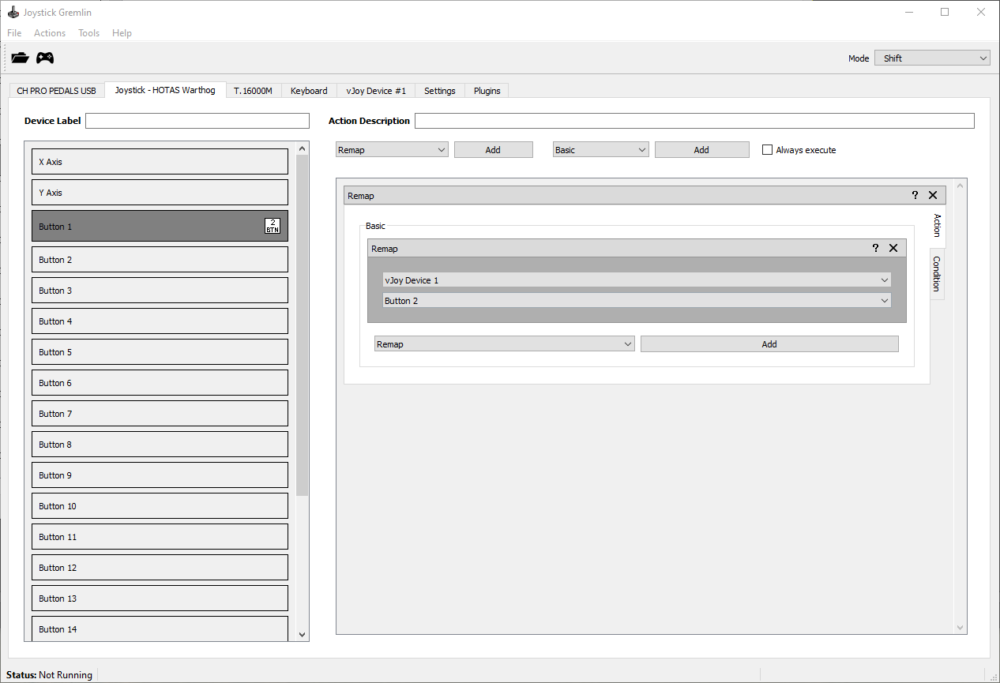 Joystick Gremlin
File Actions Tools Help
Mode Shift
CH PRO PEDALS USB Joystick - HOTAS Warthog T.16000M Keyboard vJoy Device #1 Settings Plugins
Device Label
Action Description
X Axis
Y Axis
Button 1 2 BTN
Button 2
Button 3
Button 4
Button 5
Button 6
Button 7
Button 8
Button 9
Button 10
Button 11
Button 12
Button 13
Button 14
Remap Add Basic Add Always execute
Remap ?
Action
Condition
Basic
Remap ?
vJoy Device 1
Button 2
Remap Add
Status: Not Running